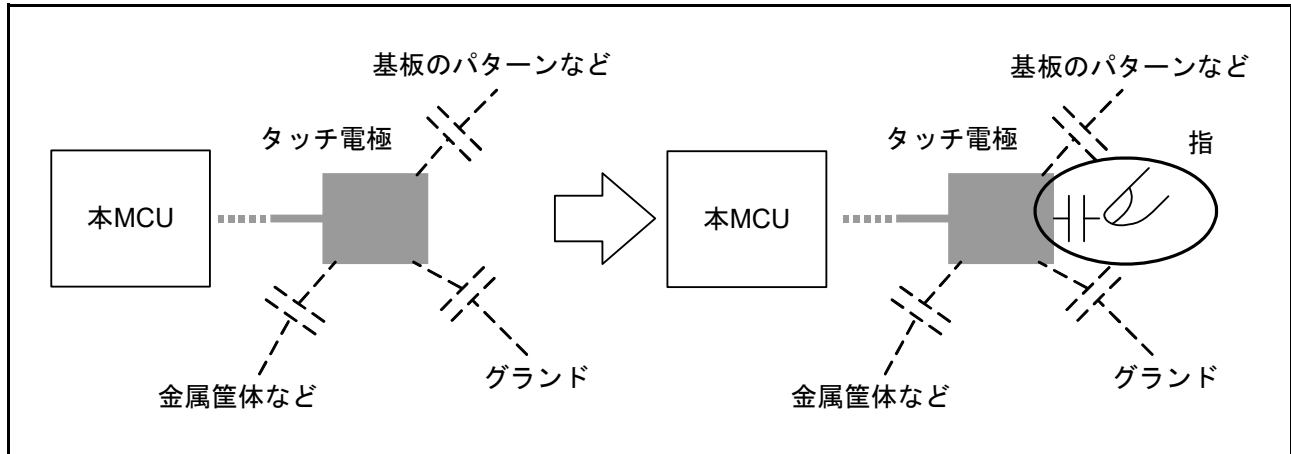 基板のパターンなど
タッチ電極
本MCU
金属筐体など
グランド
基板のパターンなど
タッチ電極
指
本MCU
金属筐体など
グランド